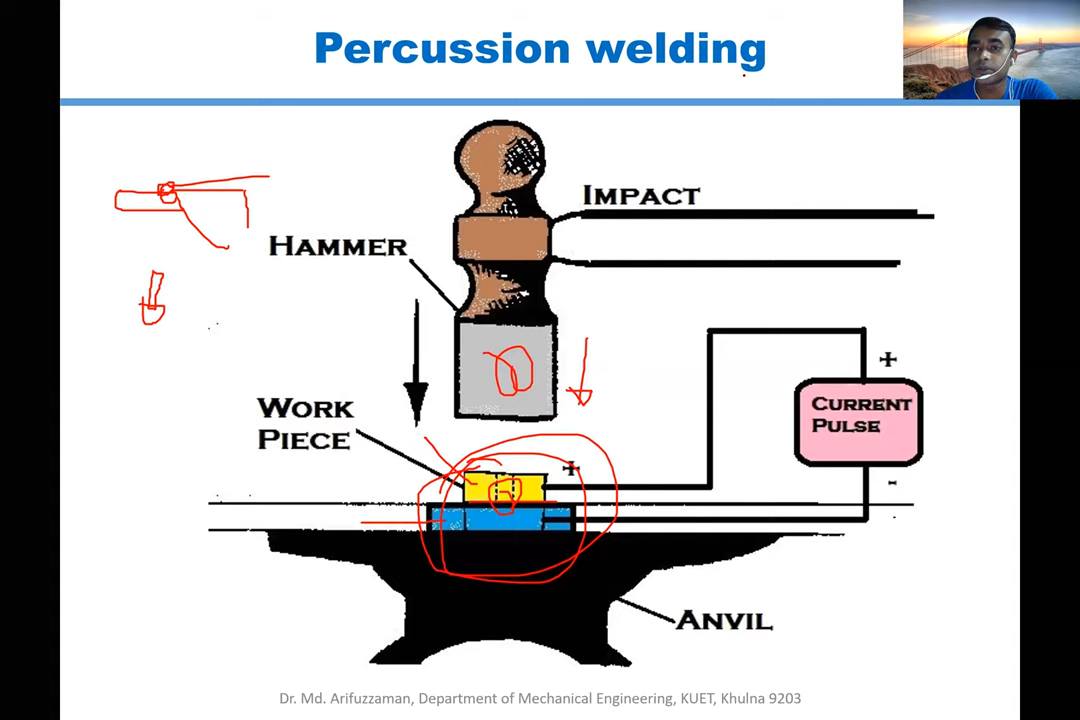 Percussion welding
IMPACT
HAMMER
+
CURRENT
PULSE
WORK
PIECE
+
-
ANVIL
Dr. Md. Arifuzzaman, Department of Mechanical Engineering, KUET, Khulna 9203